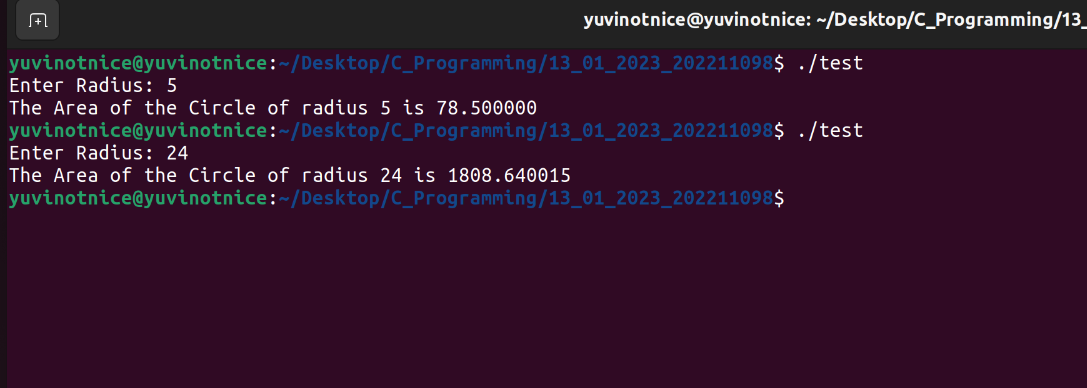 yuvinotnice@yuvinotnice: ~/Desktop/C_Programming/13_
yuvinotnice@yuvinotnice:~/Desktop/C_Programming/13_01_2023_202211098$ ./test
Enter Radius: 5
The Area of the Circle of radius 5 is 78.500000
yuvinotnice@yuvinotnice:~/Desktop/C_Programming/13_01_2023_202211098$ ./test
Enter Radius: 24
The Area of the Circle of radius 24 is 1808.640015
yuvinotnice@yuvinotnice:~/Desktop/C_Programming/13_01_2023_202211098$